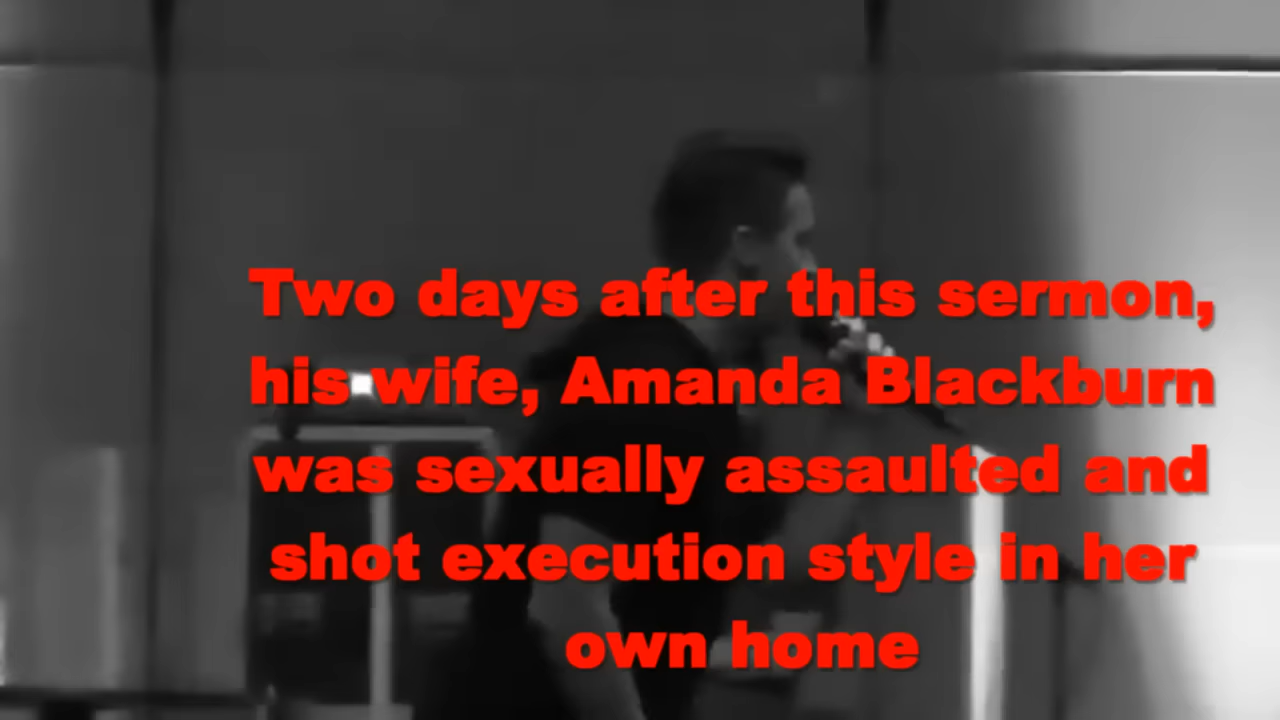 Two days after this sermon,
his wife, Amanda Blackburn
was sexually assaulted and
shot execution style in her
own home